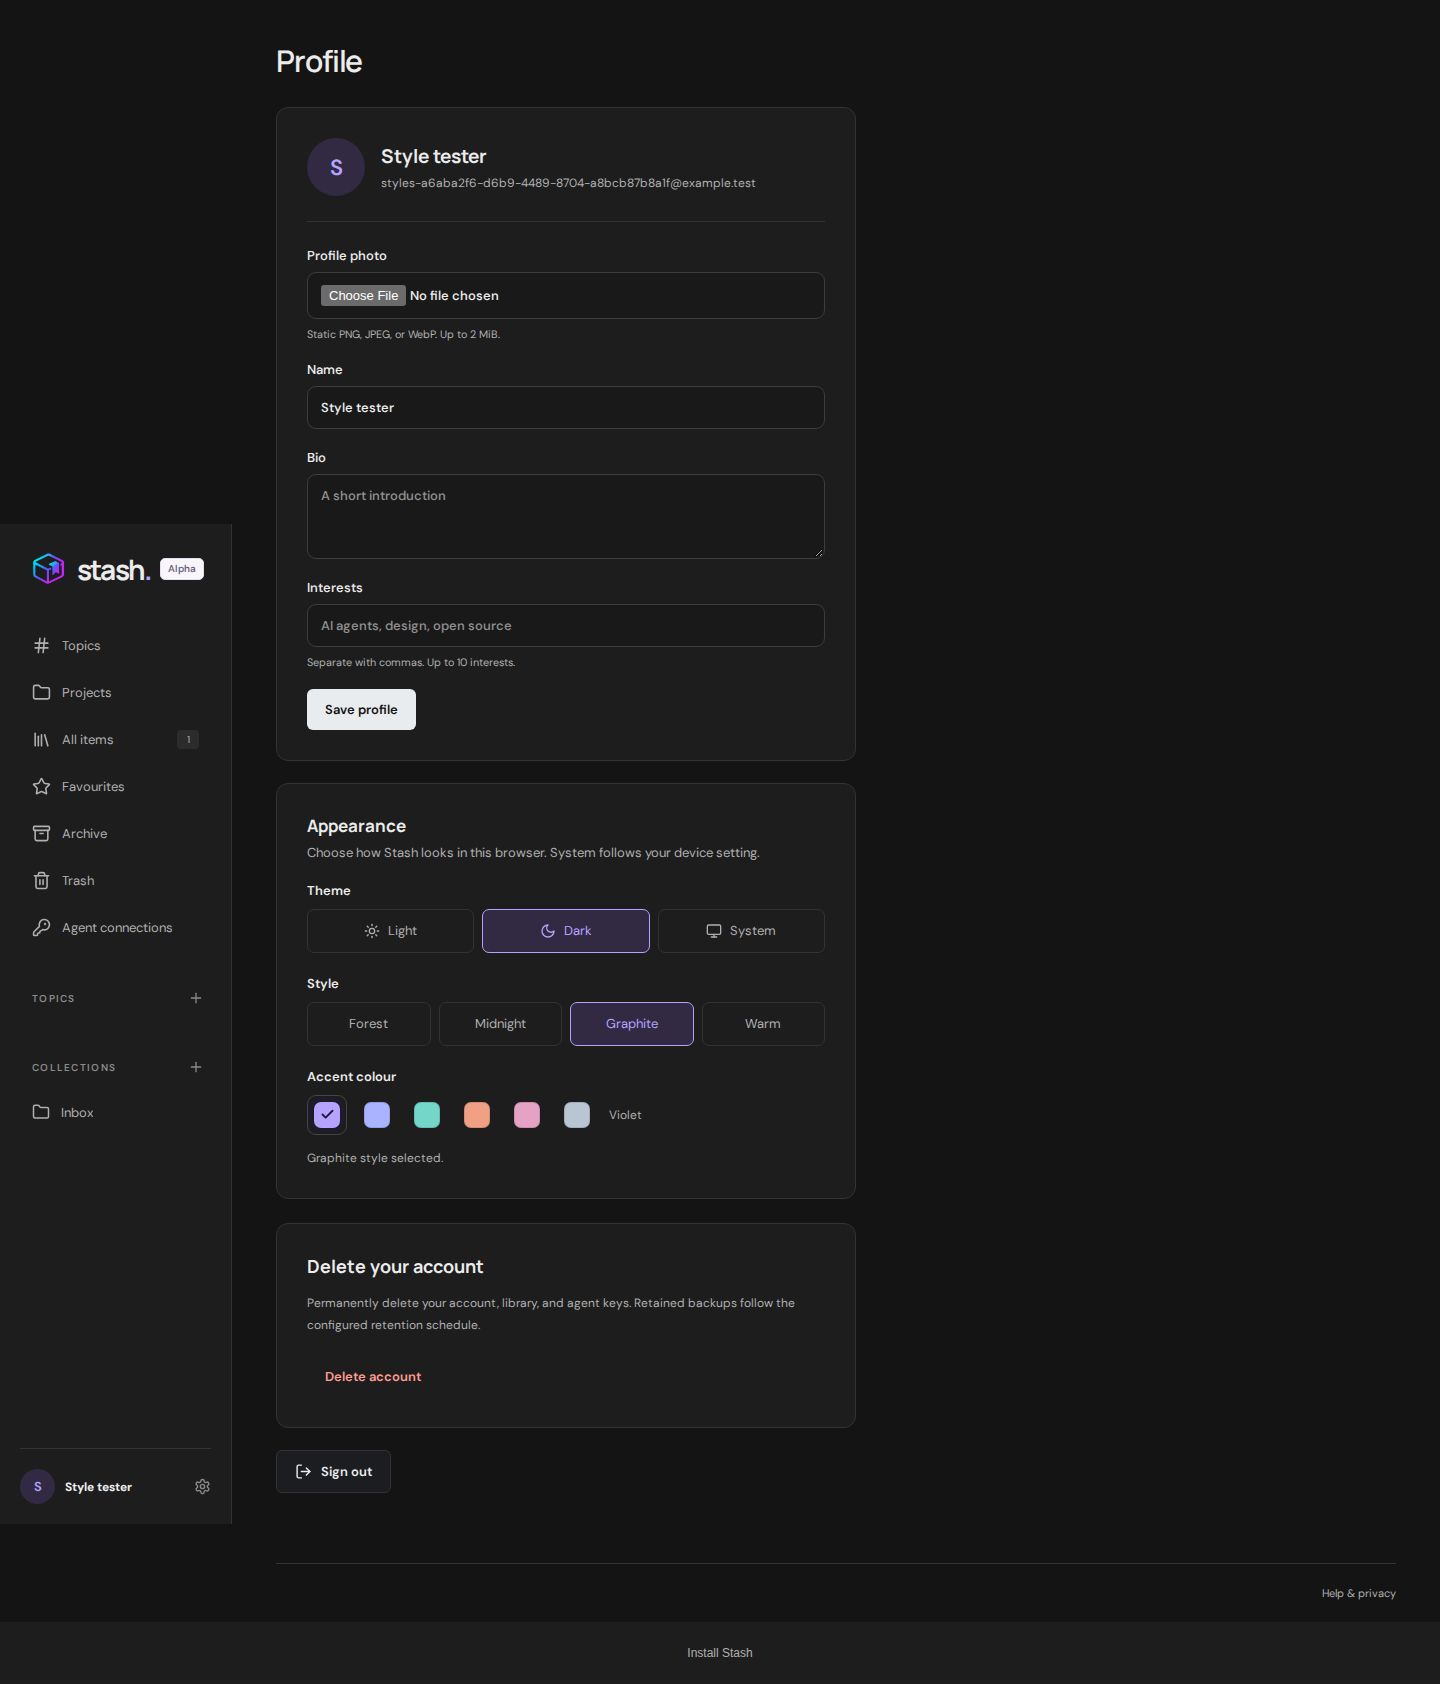 Profile
S
Style tester
styles-a6aba2f6-d6b9-4489-8704-a8bcb87b8a1f@example.test
Profile photo
Choose File No file chosen
Static PNG, JPEG, or WebP. Up to 2 MiB.
Name
Style tester
Bio
A short introduction
Interests
AI agents, design, open source
Separate with commas. Up to 10 interests.
Save profile
stash. Alpha
Topics
Projects
All items 1
Favourites
Archive
Trash
Agent connections
TOPICS
COLLECTIONS
Inbox
S Style tester
Appearance
Choose how Stash looks in this browser. System follows your device setting.
Theme
Light Dark System
Style
Forest Midnight Graphite Warm
Accent colour
Violet
Graphite style selected.
Delete your account
Permanently delete your account, library, and agent keys. Retained backups follow the
configured retention schedule.
Delete account
Sign out
Help & privacy
Install Stash